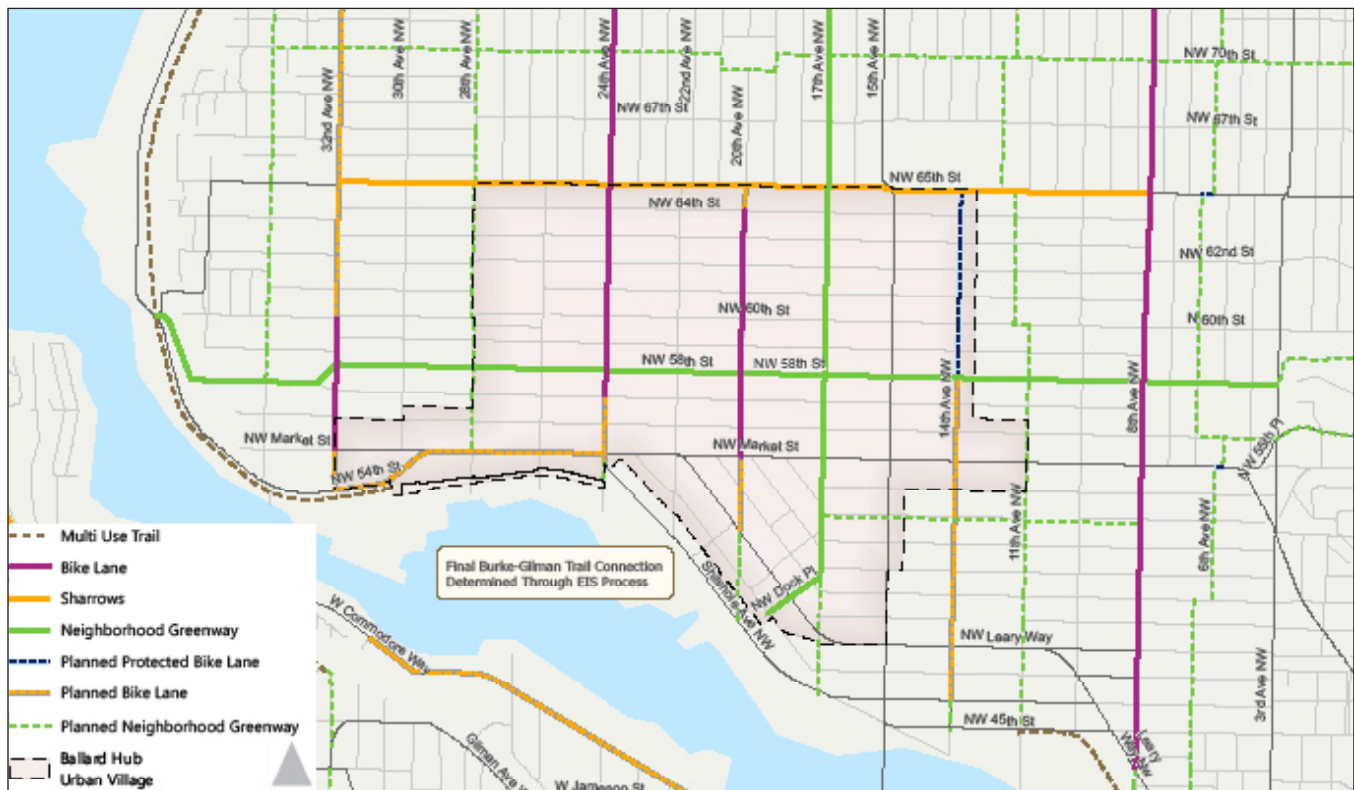 32nd Ave NW
30th Ave NW
28th Ave NW
24th Ave NW
22nd Ave NW
20th Ave NW
17th Ave NW
15th Ave NW
NW 70th St
NW 67th St
NW 67th St
NW 65th St
NW 64th St
NW 62nd St
NW 60th St
N 60th St
NW 58th St
NW 58th St
14th Ave NW
8th Ave NW
NW Market St
NW Market St
NW 54th St
NW 55th Pl
11th Ave NW
6th Ave NW
3rd Ave NW
Shilshole Ave NW
NW Dock Pl
NW Leary Way
NW 45th St
Leary
Way NW
W Commodore Way
Gilman Ave W
W Jameson St
Final Burke-Gilman Trail Connection
Determined Through EIS Process
Multi Use Trail
Bike Lane
Sharrows
Neighborhood Greenway
Planned Protected Bike Lane
Planned Bike Lane
Planned Neighborhood Greenway
Ballard Hub
Urban Village